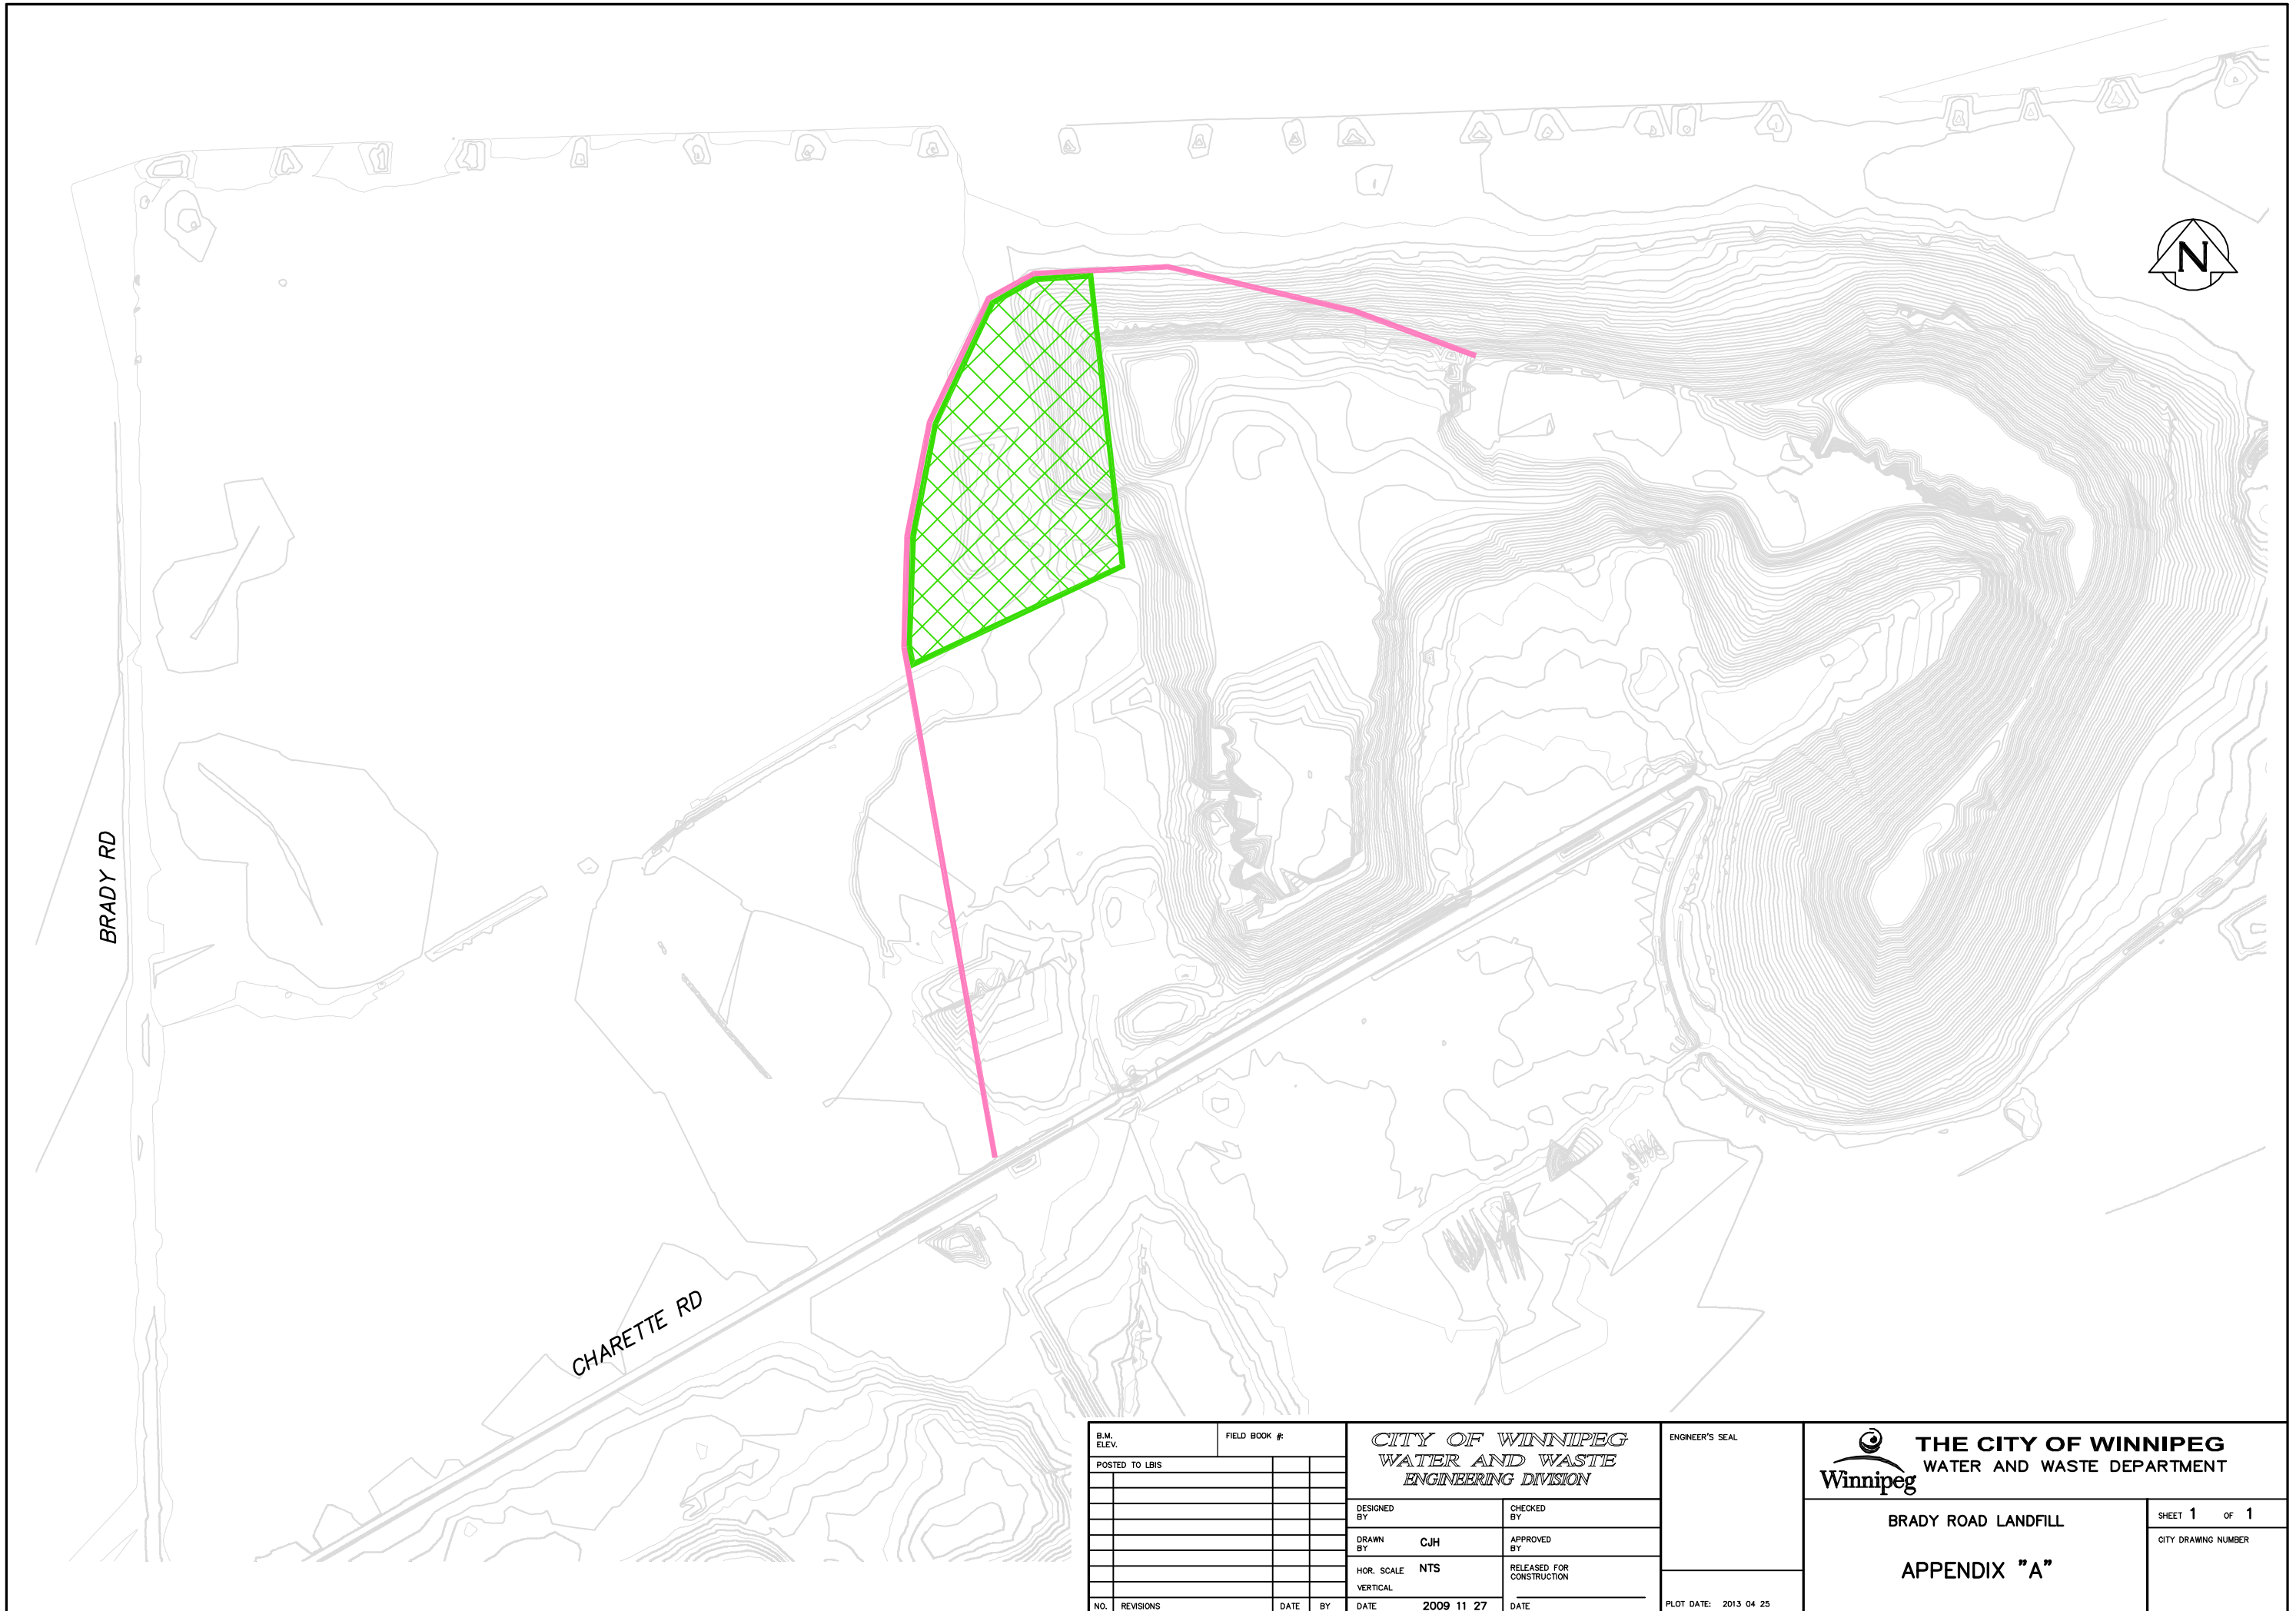 N
BRADY RD
CHARETTE RD
B.M.
ELEV.
FIELD BOOK #:
POSTED TO LBIS
NO.
REVISIONS
DATE
BY
CITY OF WINNIPEG
WATER AND WASTE
ENGINEERING DIVISION
DESIGNED
BY
CHECKED
BY
DRAWN
BY
CJH
APPROVED
BY
HOR. SCALE
NTS
VERTICAL
RELEASED FOR
CONSTRUCTION
DATE
2009 11 27
DATE
ENGINEER'S SEAL
PLOT DATE: 2013 04 25
Winnipeg
THE CITY OF WINNIPEG
WATER AND WASTE DEPARTMENT
BRADY ROAD LANDFILL
APPENDIX "A"
SHEET 1 OF 1
CITY DRAWING NUMBER